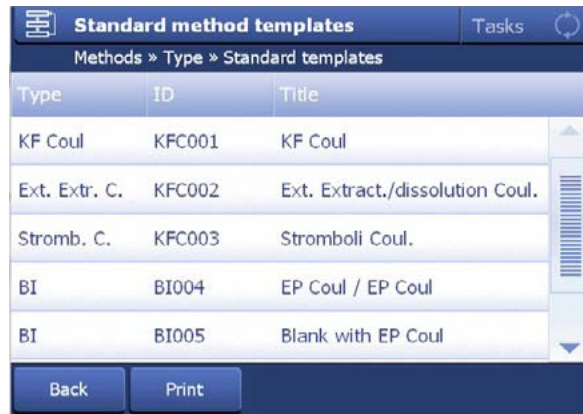 Standard method templates Tasks
Methods » Type » Standard templates
Type ID Title
KF Coul KFC001 KF Coul
Ext. Extr. C. KFC002 Ext. Extract./dissolution Coul.
Stromb. C. KFC003 Stromboli Coul.
BI BI004 EP Coul / EP Coul
BI BI005 Blank with EP Coul
Back Print